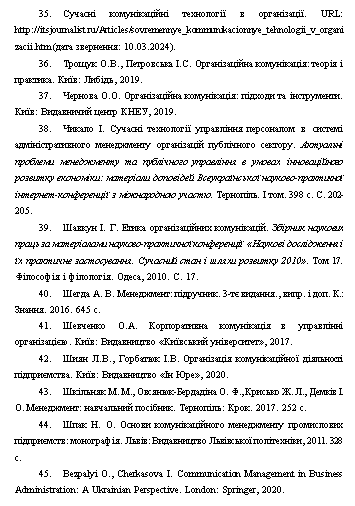 35. Сучасні комунікаційні технології в організації. URL:
http://itsjournalist.ru/Articles/sovremennye_kommunikacionnye_tehnologii_v_organi
zacii.htm(дата звернення: 10.03.2024).
36. Трощук О.В., Петровська І.С. Організаційна комунікація: теорія і
практика. Київ: Либідь, 2019.
37. Чернова О.О. Організаційна комунікація: підходи та інструменти.
Київ: Видавничий центр КНЕУ, 2019.
38. Чикало І. Сучасні технології управління персоналом в системі
адміністративного менеджменту організацій публічного сектору. Актуальні
проблеми менеджменту та публічного управління в умовах інноваційного
розвитку економіки: матеріали доповідей Всеукраїнської науково-практичної
інтернет-конференції з міжнародною участю. Тернопіль. І том. 398 с. С. 202-
205.
39. Шавкун І. Г. Етика організаційних комунікацій. Збірник наукових
праць за матеріалами науково-практичної конференції «Наукові дослідження і
їх практичне застосування. Сучасний стан і шляхи розвитку 2010». Том 17.
Філософія і філологія. Одеса, 2010. С. 17.
40. Шегда А. В. Менеджмент: підручник. 3-тє видання., випр. і доп. К.:
Знання. 2016. 645 с.
41. Шевченко О.А. Корпоративна комунікація в управлінні
організацією. Київ: Видавництво «Київський університет», 2017.
42. Шиян Л.В., Горбатюк І.В. Організація комунікаційної діяльності
підприємства. Київ: Видавництво «Ін Юре», 2020.
43. Шкільняк М. М., Овсянюк-Бердадіна О. Ф., Крисько Ж. Л., Демків І.
О. Менеджмент: навчальний посібник. Тернопіль: Крок. 2017. 252 с.
44. Шпак Н. О. Основи комунікаційного менеджменту промислових
підприємств: монографія. Львів: Видавництво Львівської політехніки, 2011. 328
с.
45. Bezpalyi O., Cherkasova I. Communication Management in Business
Administration: A Ukrainian Perspective. London: Springer, 2020.